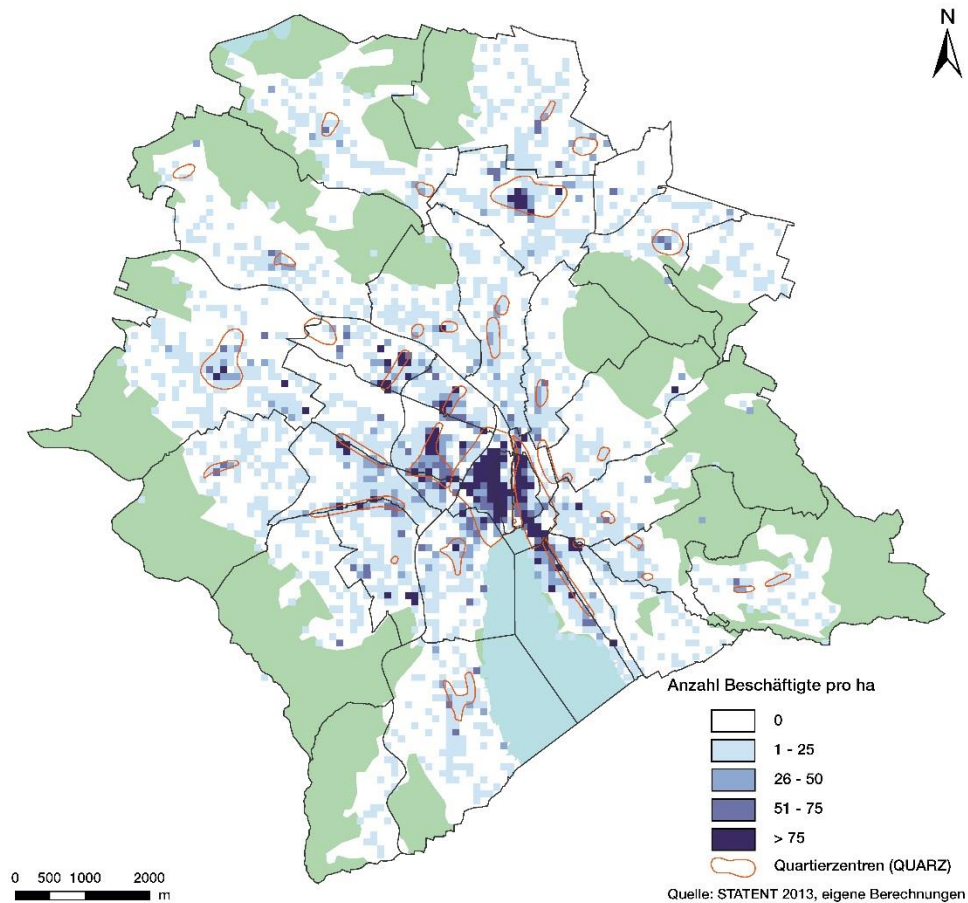 N
Anzahl Beschäftigte pro ha
0
1 - 25
26 - 50
51 - 75
> 75
Quartierzentren (QUARZ)
0 500 1000 2000
m
Quelle: STATENT 2013, eigene Berechnungen